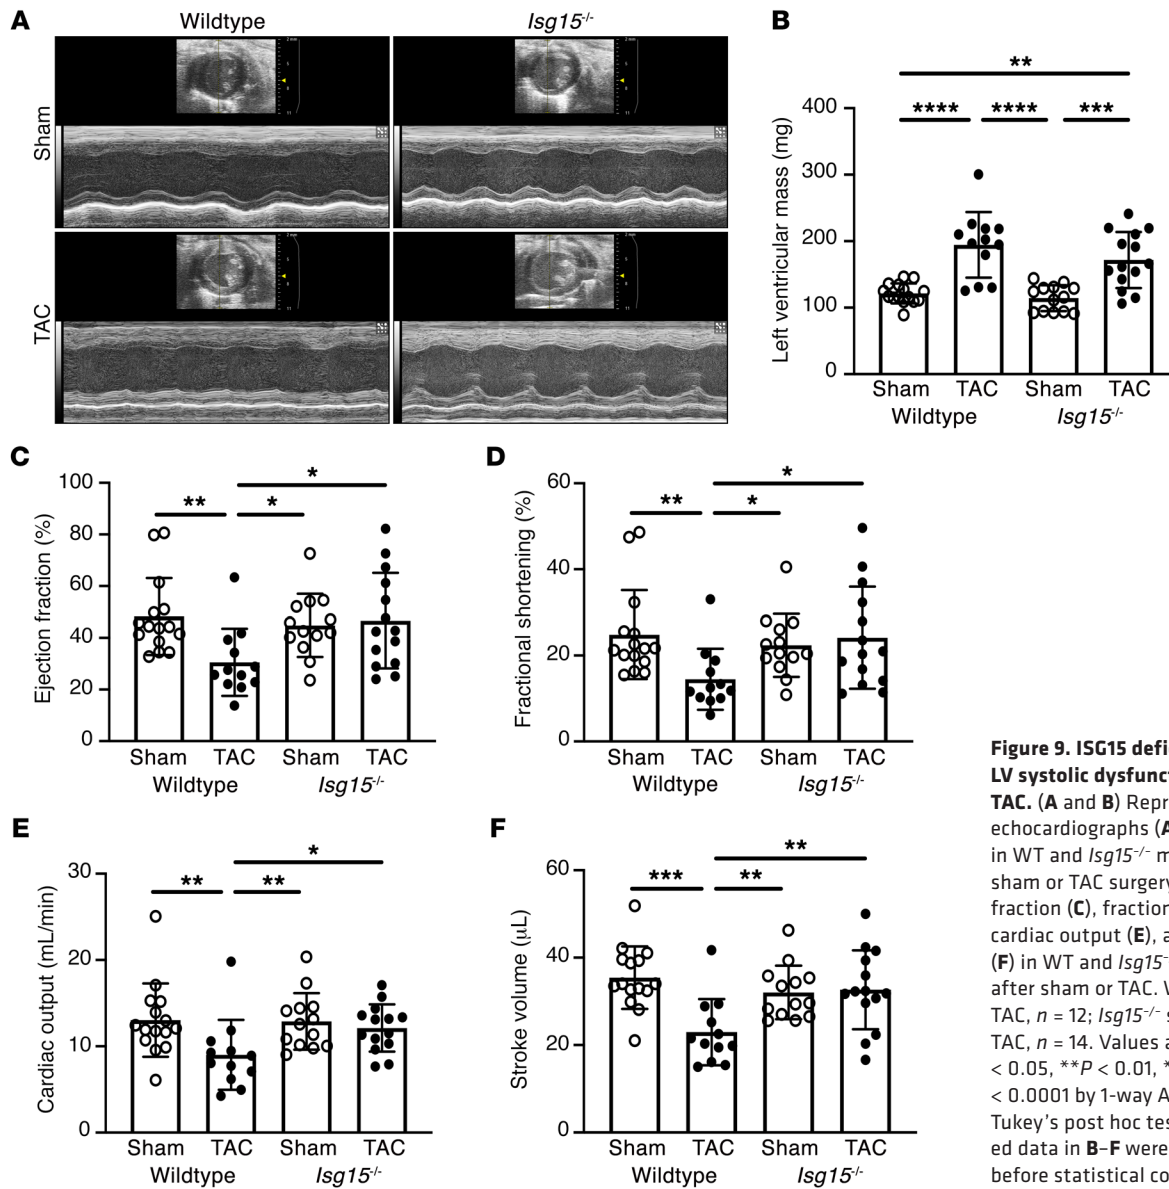 A
Wildtype
Isg15-/-
Sham
TAC
B
Left ventricular mass (mg)
**
**** **** ***
400
300
200
100
0
Sham TAC Sham TAC
Wildtype Isg15-/-
C
Ejection fraction (%)
*
** *
100
80
60
40
20
0
Sham TAC Sham TAC
Wildtype Isg15-/-
D
Fractional shortening (%)
*
** *
60
40
20
0
Sham TAC Sham TAC
Wildtype Isg15-/-
E
Cardiac output (mL/min)
*
** **
30
20
10
0
Sham TAC Sham TAC
Wildtype Isg15-/-
F
Stroke volume (µL)
**
*** **
60
40
20
0
Sham TAC Sham TAC
Wildtype Isg15-/-
Figure 9. ISG15 defi
LV systolic dysfunct
TAC. (A and B) Repr
echocardiographs (A
in WT and Isg15-/- m
sham or TAC surgery
fraction (C), fraction
cardiac output (E), a
(F) in WT and Isg15-
after sham or TAC. W
TAC, n = 12; Isg15-/- s
TAC, n = 14. Values a
< 0.05, **P < 0.01, *
< 0.0001 by 1-way A
Tukey's post hoc tes
ed data in B–F were
before statistical co